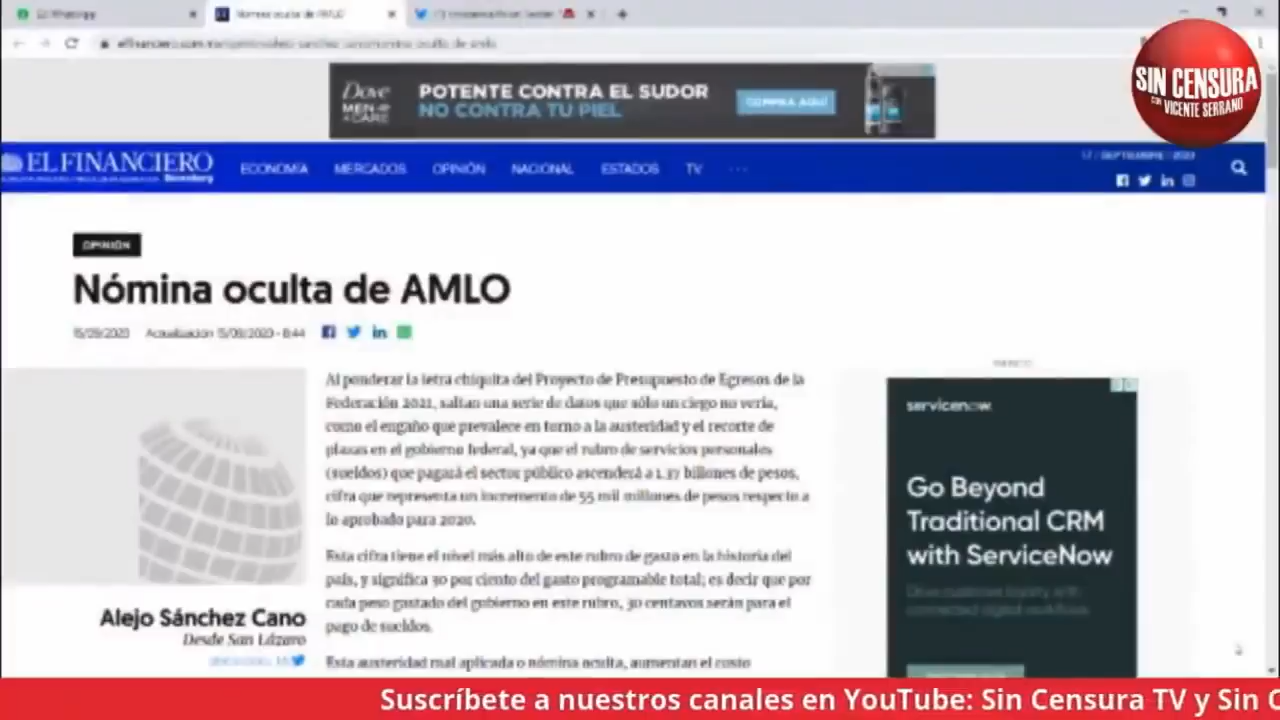 WhatsApp
Nómina oculta de AMLO
SIN CENSURA
CON VICENTE SERRANO
Dove
MEN+
CARE
POTENTE CONTRA EL SUDOR
NO CONTRA TU PIEL
COMPRA AQUÍ
EL FINANCIERO
Bloomberg
ECONOMÍA
MERCADOS
OPINIÓN
NACIONAL
ESTADOS
TV
...
OPINIÓN
Nómina oculta de AMLO
15/09/2020 Actualización 15/09/2020 - 8:44
Al ponderar la letra chiquita del Proyecto de Presupuesto de Egresos de la
Federación 2021, saltan una serie de datos que sólo un ciego no vería,
como el engaño que prevalece en torno a la austeridad y el recorte de
plazas en el gobierno federal, ya que el rubro de servicios personales
(sueldos) que pagará el sector público ascenderá a 1.37 billones de pesos,
cifra que representa un incremento de 55 mil millones de pesos respecto a
lo aprobado para 2020.
Esta cifra tiene el nivel más alto de este rubro de gasto en la historia del
país, y significa 30 por ciento del gasto programable total; es decir que por
cada peso gastado del gobierno en este rubro, 30 centavos serán para el
pago de sueldos.
Esta austeridad mal aplicada o nómina oculta, aumentan el costo
Alejo Sánchez Cano
Desde San Lázaro
servicenow
Go Beyond
Traditional CRM
with ServiceNow
Suscríbete a nuestros canales en YouTube: Sin Censura TV y Sin C